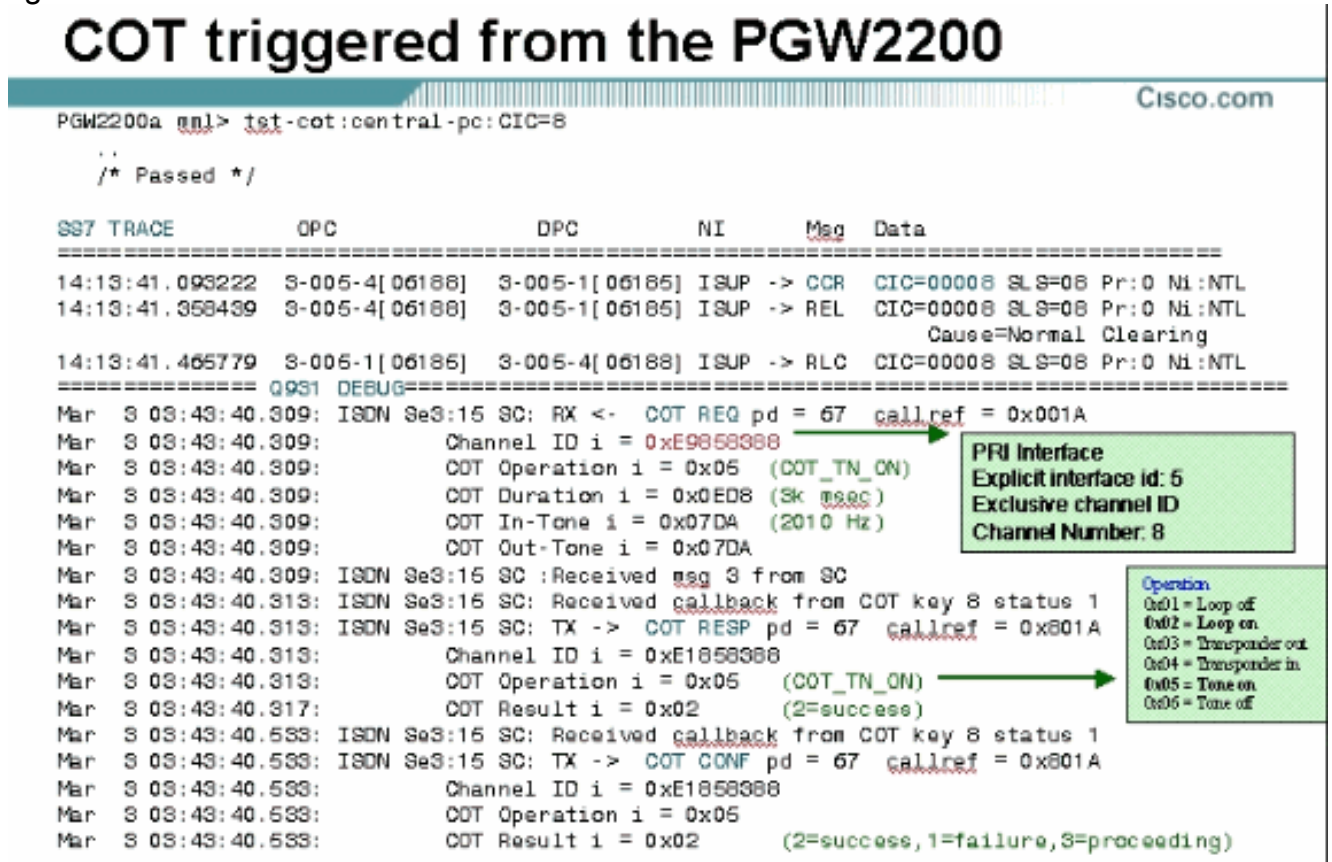 COT triggered from the PGW2200
Cisco.com
PGW2200a mml> tst-cot:central-pc:CIC=8
..
/* Passed */
SS7 TRACE OPC DPC NI Msg Data
14:13:41.093222 3-005-4[06188] 3-005-1[06185] ISUP -> CCR CIC=00008 SLS=08 Pr:0 Ni:NTL
14:13:41.358439 3-005-4[06188] 3-005-1[06185] ISUP -> REL CIC=00008 SLS=08 Pr:0 Ni:NTL
Cause=Normal Clearing
14:13:41.465779 3-005-1[06185] 3-005-4[06188] ISUP -> RLC CIC=00008 SLS=08 Pr:0 Ni:NTL
================ Q931 DEBUG================
Mar 3 03:43:40.309: ISDN Se3:15 SC: RX <- COT REQ pd = 67 callref = 0x001A
Mar 3 03:43:40.309: Channel ID i = 0xE9858388
Mar 3 03:43:40.309: COT Operation i = 0x05 (COT_TN_ON)
Mar 3 03:43:40.309: COT Duration i = 0x0ED8 (3k msec)
Mar 3 03:43:40.309: COT In-Tone i = 0x07DA (2010 Hz)
Mar 3 03:43:40.309: COT Out-Tone i = 0x07DA
Mar 3 03:43:40.309: ISDN Se3:15 SC :Received msg 3 from SC
Mar 3 03:43:40.313: ISDN Se3:15 SC: Received callback from COT key 8 status 1
Mar 3 03:43:40.313: ISDN Se3:15 SC: TX -> COT RESP pd = 67 callref = 0x801A
Mar 3 03:43:40.313: Channel ID i = 0xE1858388
Mar 3 03:43:40.313: COT Operation i = 0x05 (COT_TN_ON)
Mar 3 03:43:40.317: COT Result i = 0x02 (2=success)
Mar 3 03:43:40.533: ISDN Se3:15 SC: Received callback from COT key 8 status 1
Mar 3 03:43:40.533: ISDN Se3:15 SC: TX -> COT CONF pd = 67 callref = 0x801A
Mar 3 03:43:40.533: Channel ID i = 0xE1858388
Mar 3 03:43:40.533: COT Operation i = 0x05
Mar 3 03:43:40.533: COT Result i = 0x02 (2=success,1=failure,3=proceeding)
PRI Interface
Explicit interface id: 5
Exclusive channel ID
Channel Number: 8
Operation
0x01 = Loop off
0x02 = Loop on
0x03 = Transponder out
0x04 = Transponder in
0x05 = Tone on
0x06 = Tone off